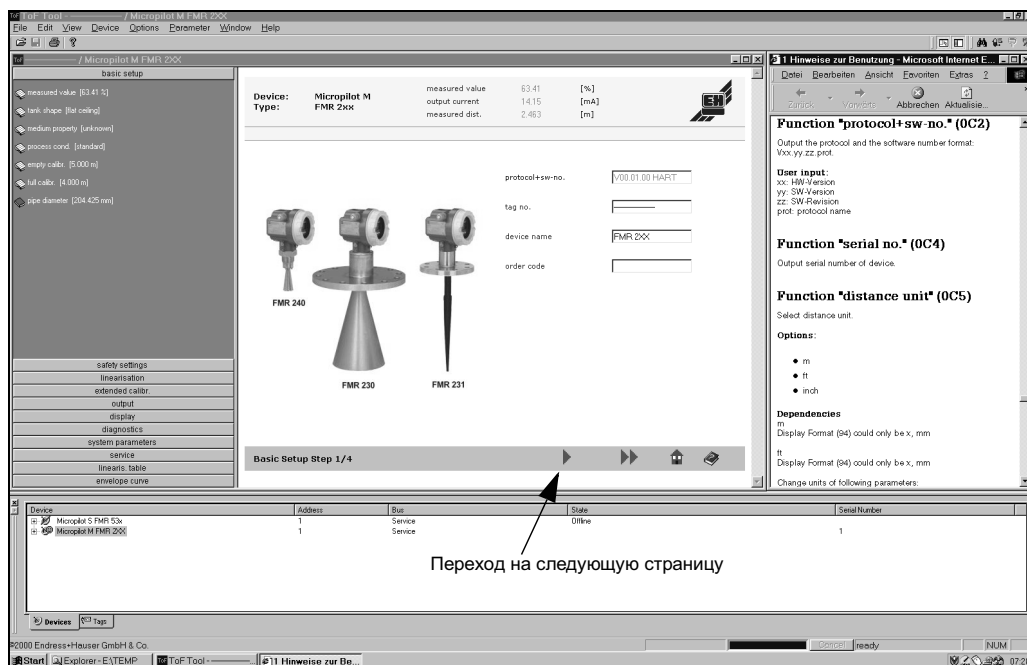 ToF Tool - / Micropilot M FMR 2XX
File Edit View Device Options Parameter Window Help
/ Micropilot M FMR 2XX
basic setup
measured value [63.41 %]
tank shape [flat ceiling]
medium property [unknown]
process cond. [standard]
empty calibr. [5.000 m]
full calibr. [4.000 m]
pipe diameter [204.425 mm]
safety settings
linearisation
extended calibr.
output
display
diagnostics
system parameters
service
linearis. table
envelope curve
Device: Micropilot M
Type: FMR 2xx
measured value 63.41 [%]
output current 14.15 [mA]
measured dist. 2.463 [m]
EH
protocol+sw-no. V00.01.00 HART
tag no.
device name FMR 2XX
order code
FMR 240
FMR 230
FMR 231
Basic Setup Step 1/4
1 Hinweise zur Benutzung - Microsoft Internet E...
Datei Bearbeiten Ansicht Favoriten Extras ?
Zurück Vorwärts Abbrechen Aktualisie...
Function "protocol+sw-no." (0C2)
Output the protocol and the software number format:
Vxx.yy.zz.prot.
User input:
xx: HW-Version
yy: SW-Version
zz: SW-Revision
prot: protocol name
Function "serial no." (0C4)
Output serial number of device.
Function "distance unit" (0C5)
Select distance unit.
Options:
m
ft
inch
Dependencies
m
Display Format (94) could only be x, mm
ft
Display Format (94) could only be x, mm
Change units of following parameters:
Device Address Bus State Serial Number
Micropilot S FMR 53x 1 Service Offline
Micropilot M FMR 2XX 1 Service 1
Переход на следующую страницу
Devices Tags
©2000 Endress+Hauser GmbH & Co.
Cancel ready NUM
Start Explorer - E:\TEMP ToF Tool - ... 1 Hinweise zur Be...